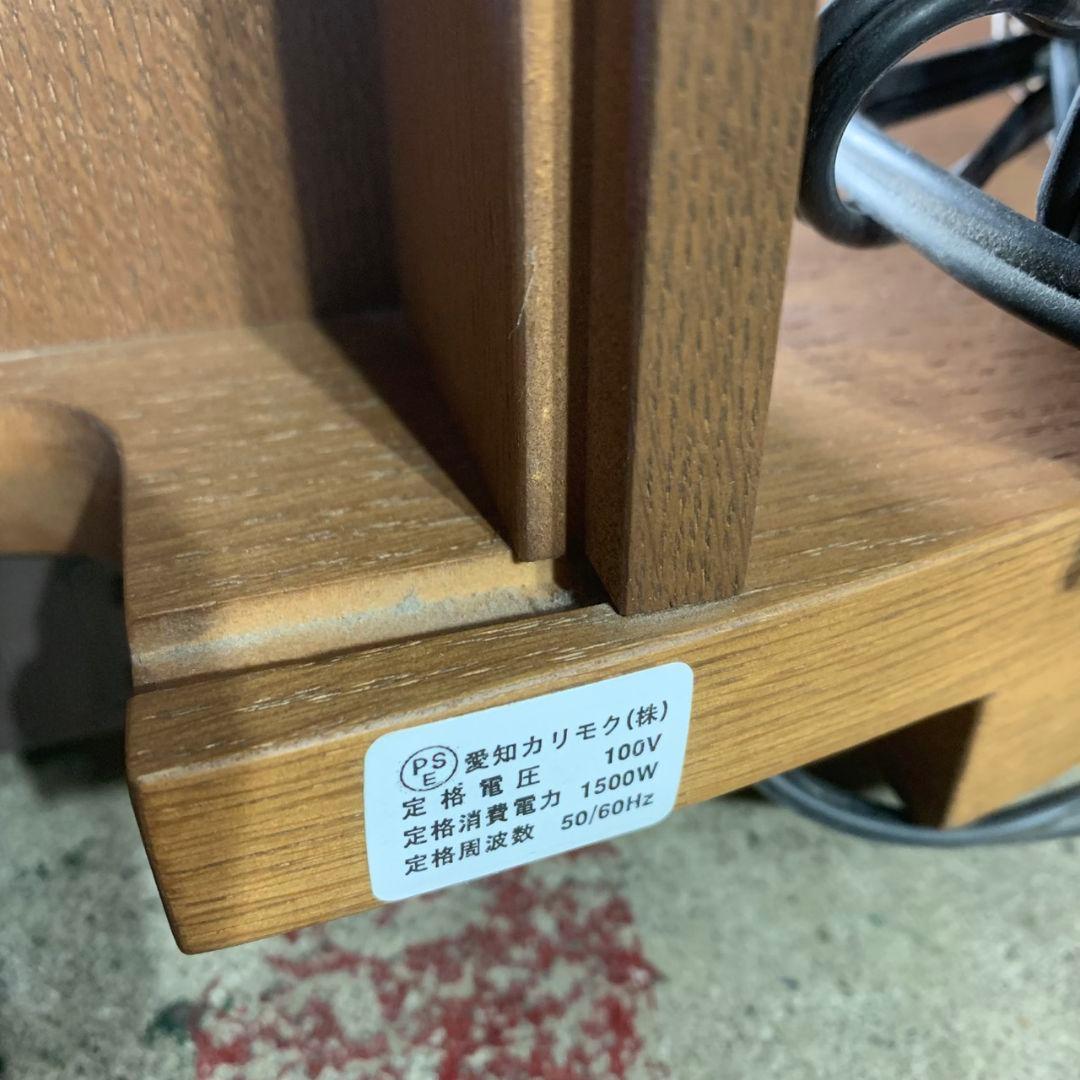 PSE 愛知カリモク(株)
定格電圧 100V
定格消費電力 1500W
定格周波数 50/60Hz